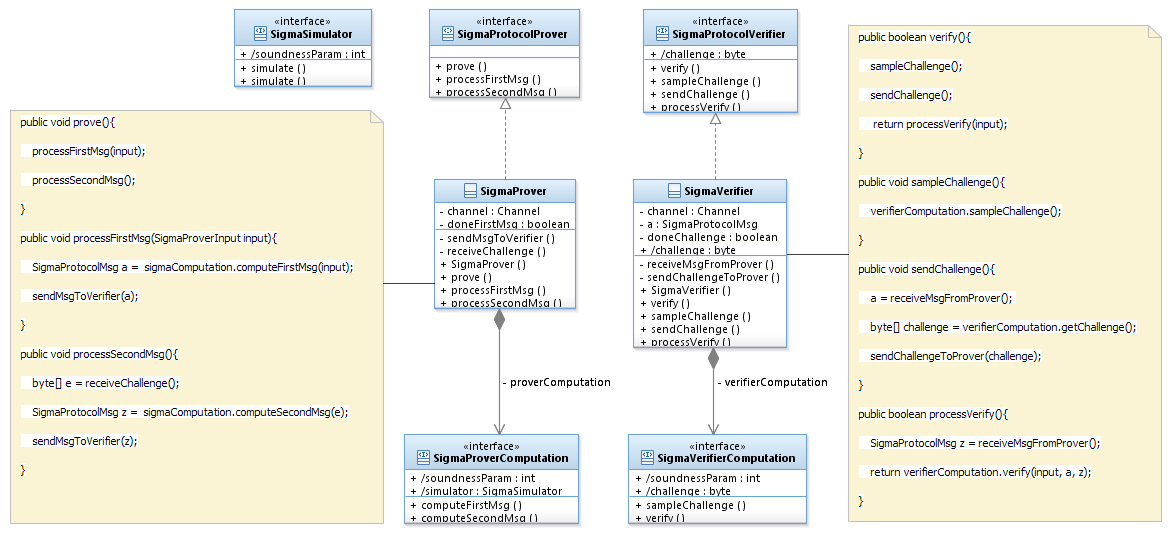 «interface»
SigmaSimulator
+ /soundnessParam : int
+ simulate ()
+ simulate ()
«interface»
SigmaProtocolProver
+ prove ()
+ processFirstMsg ()
+ processSecondMsg ()
«interface»
SigmaProtocolVerifier
+ /challenge : byte
+ verify ()
+ sampleChallenge ()
+ sendChallenge ()
+ processVerify ()
public void prove(){
processFirstMsg(input);
processSecondMsg();
}
public void processFirstMsg(SigmaProverInput input){
SigmaProtocolMsg a = sigmaComputation.computeFirstMsg(input);
sendMsgToVerifier(a);
}
public void processSecondMsg(){
byte[] e = receiveChallenge();
SigmaProtocolMsg z = sigmaComputation.computeSecondMsg(e);
sendMsgToVerifier(z);
}
SigmaProver
- channel : Channel
- doneFirstMsg : boolean
- sendMsgToVerifier ()
- receiveChallenge ()
+ SigmaProver ()
+ prove ()
+ processFirstMsg ()
+ processSecondMsg ()
SigmaVerifier
- channel : Channel
- a : SigmaProtocolMsg
- doneChallenge : boolean
+ /challenge : byte
- receiveMsgFromProver ()
- sendChallengeToProver ()
+ SigmaVerifier ()
+ verify ()
+ sampleChallenge ()
+ sendChallenge ()
+ processVerify ()
public boolean verify(){
sampleChallenge();
sendChallenge();
return processVerify(input);
}
public void sampleChallenge(){
verifierComputation.sampleChallenge();
}
public void sendChallenge(){
a = receiveMsgFromProver();
byte[] challenge = verifierComputation.getChallenge();
sendChallengeToProver(challenge);
}
public boolean processVerify(){
SigmaProtocolMsg z = receiveMsgFromProver();
return verifierComputation.verify(input, a, z);
}
- proverComputation
- verifierComputation
«interface»
SigmaProverComputation
+ /soundnessParam : int
+ /simulator : SigmaSimulator
+ computeFirstMsg ()
+ computeSecondMsg ()
«interface»
SigmaVerifierComputation
+ /soundnessParam : int
+ /challenge : byte
+ sampleChallenge ()
+ verify ()